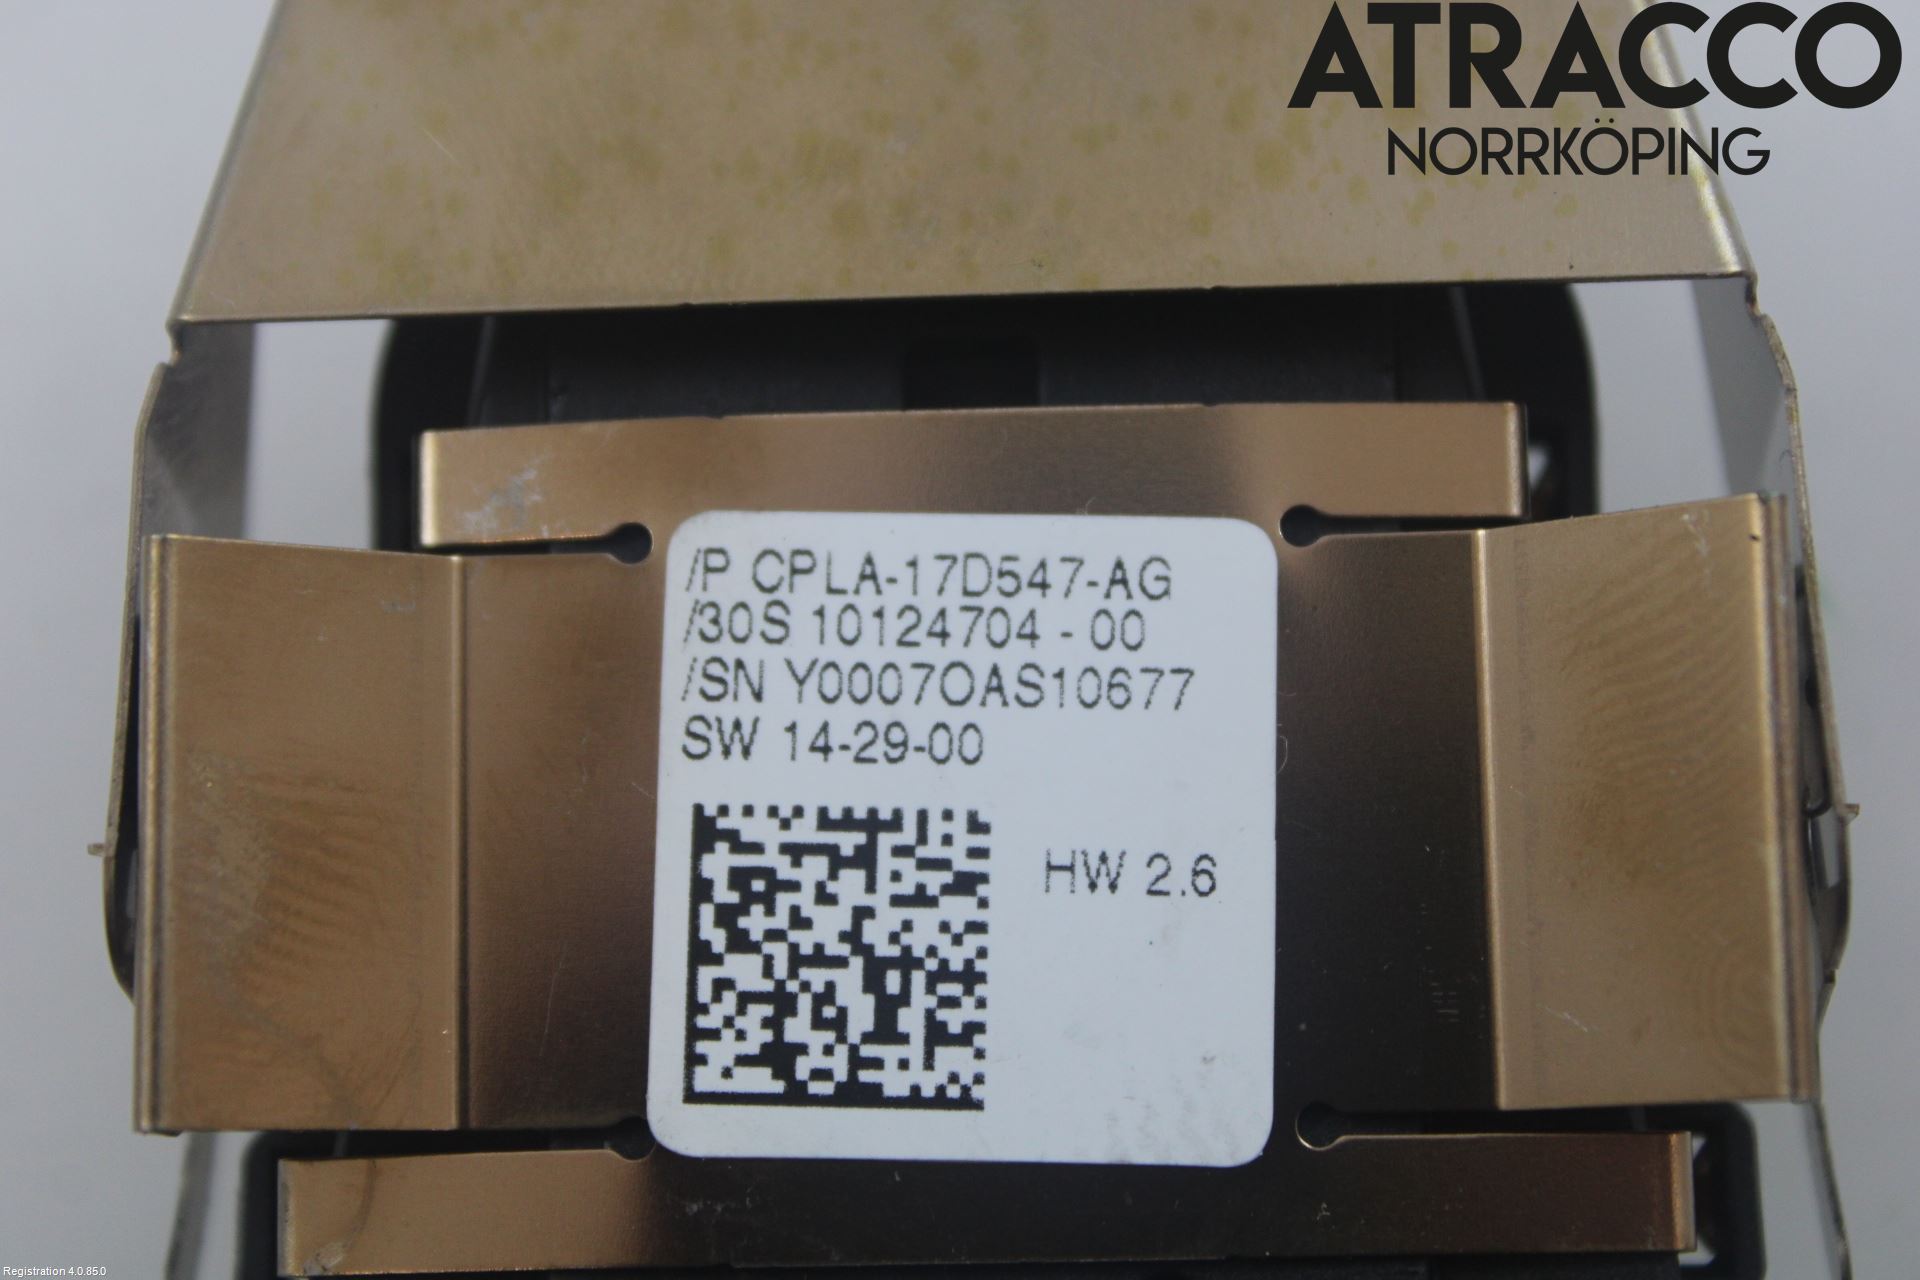 ATRACCO
NORRKÖPING
/P CPLA-17D547-AG
/30S 10124704 - 00
/SN Y0007OAS10677
SW 14-29-00
HW 2.6
Registration 4.0.85.0